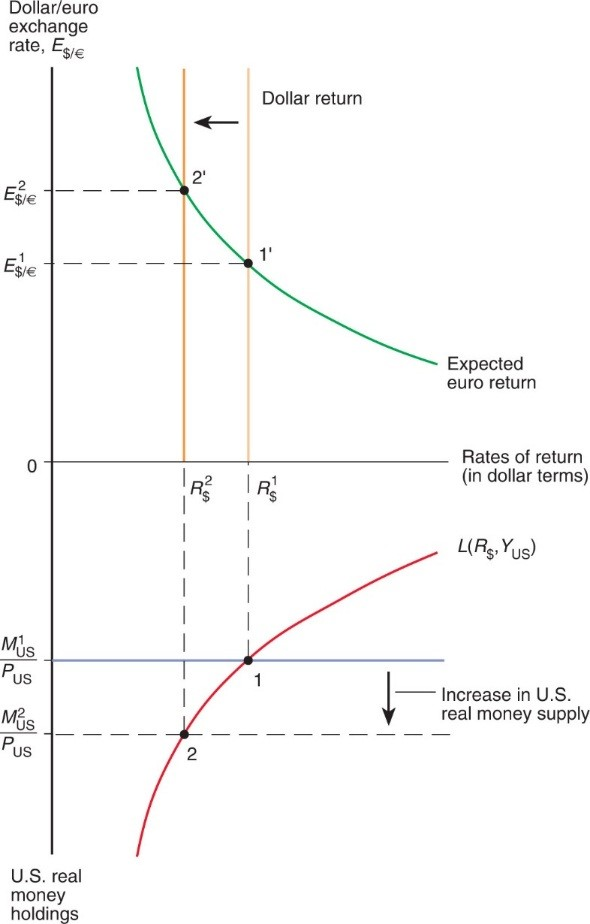 Dollar/euro
exchange
rate, E$/€
Dollar return
E²$/€
2'
E¹$/€
1'
Expected
euro return
0
Rates of return
(in dollar terms)
R²$
R¹$
L(R$, YUS)
M¹US
PUS
1
Increase in U.S.
real money supply
M²US
PUS
2
U.S. real
money
holdings